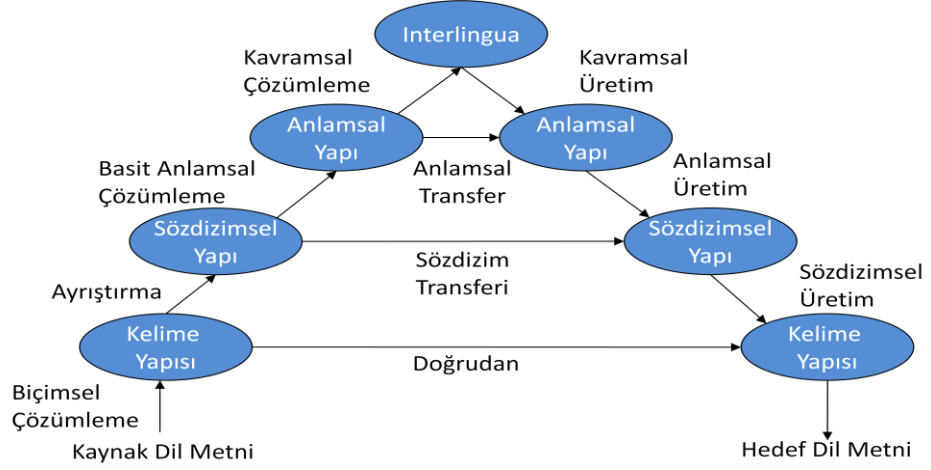 Interlingua
Kavramsal
Çözümleme
Kavramsal
Üretim
Anlamsal
Yapı
Anlamsal
Yapı
Anlamsal
Transfer
Basit Anlamsal
Çözümleme
Anlamsal
Üretim
Sözdizimsel
Yapı
Sözdizimsel
Yapı
Sözdizim
Transferi
Ayrıştırma
Sözdizimsel
Üretim
Kelime
Yapısı
Kelime
Yapısı
Doğrudan
Biçimsel
Çözümleme
Kaynak Dil Metni
Hedef Dil Metni